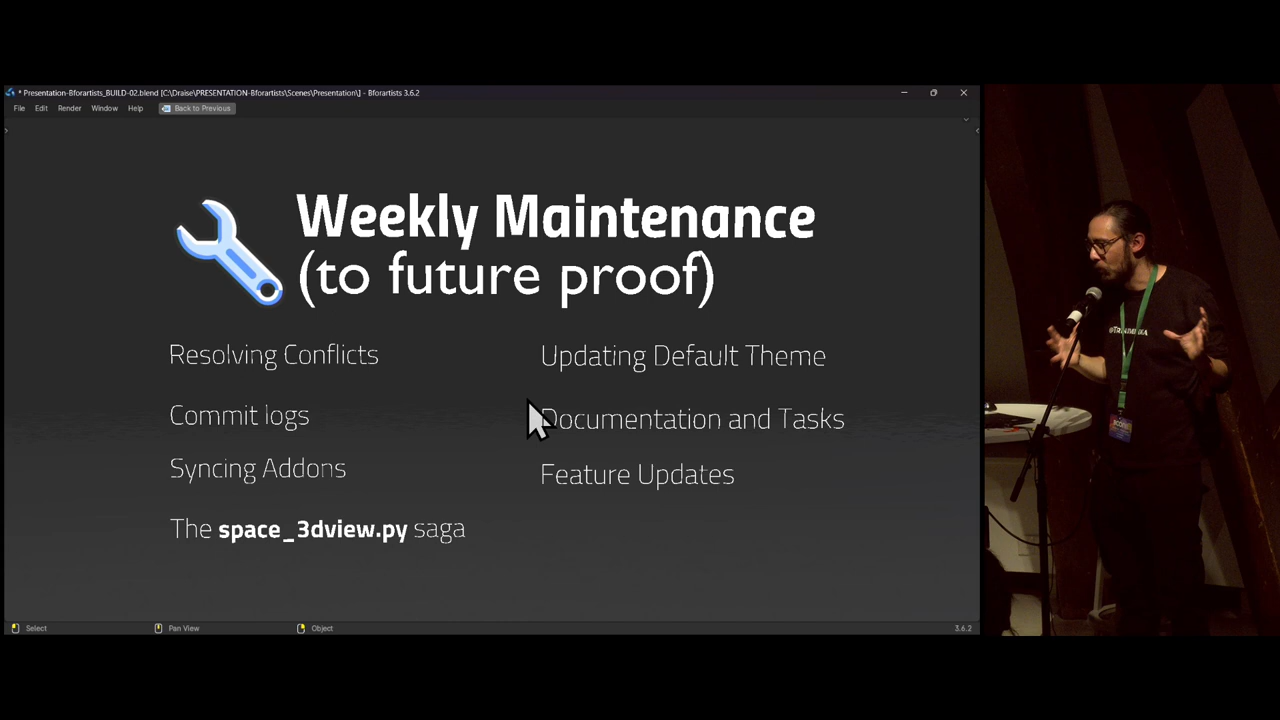 * Presentation-Bforartists_BUILD-02.blend [C:\Draise\PRESENTATION-Bforartists\Scenes\Presentation\] - Bforartists 3.6.2
File Edit Render Window Help Back to Previous
Weekly Maintenance
(to future proof)
Resolving Conflicts
Commit logs
Syncing Addons
The space_3dview.py saga
Updating Default Theme
Documentation and Tasks
Feature Updates
Select Pan View Object 3.6.2